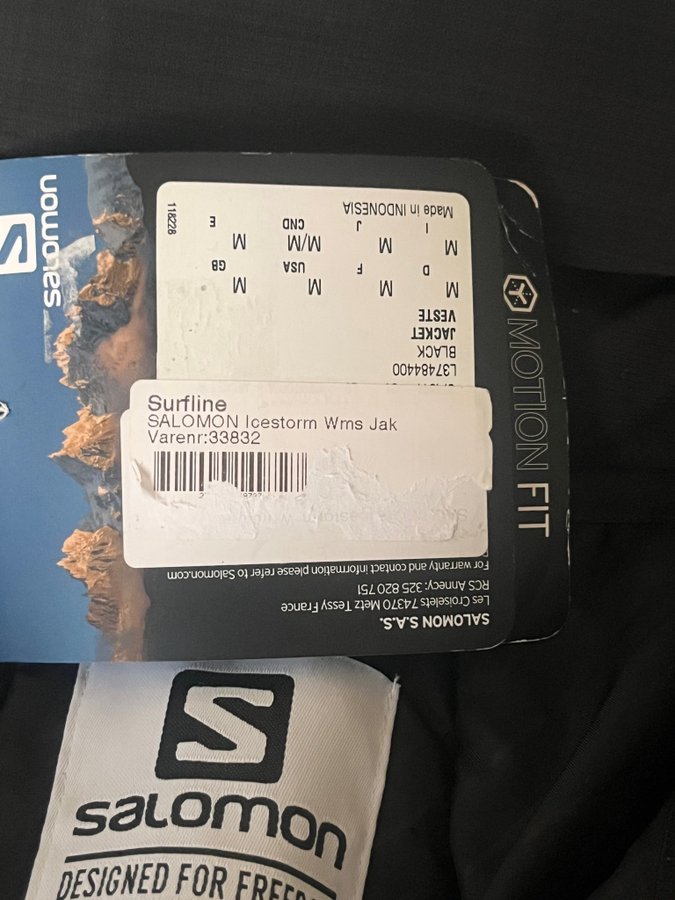 salomon
MOTION FIT
118228
Made in INDONESIA
I J CND E
M M M/M M
D F USA GB
M M M M
VESTE
JACKET
BLACK
L37484400
Surfline
SALOMON Icestorm Wms Jak
Varenr:33832
For warranty and contact information please refer to Salomon.com
RCS Annecy: 325 820 751
Les Croiselets 74370 Metz Tessy France
SALOMON S.A.S.
salomon
DESIGNED FOR